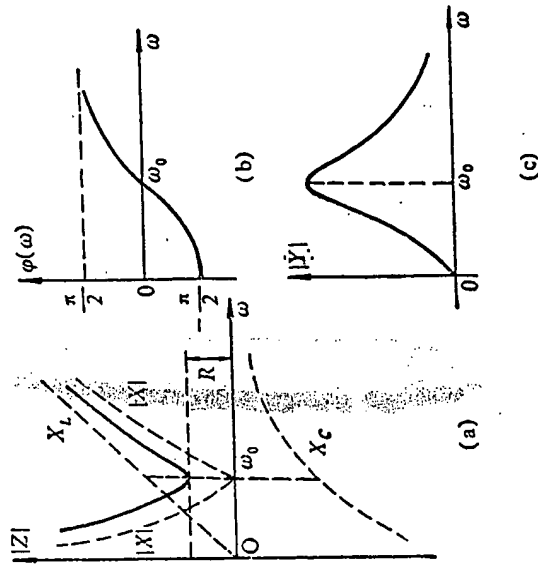 |Z|
X_L
|X|
|X|
R
ω
O
ω₀
X_C
(a)
φ(ω)
π/2
0
ω₀
ω
π/2
(b)
|Ẏ|
0
ω₀
ω
(c)